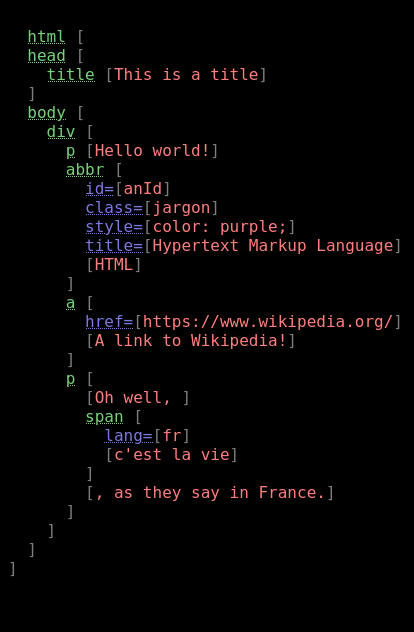 html [
head [
title [This is a title]
]
body [
div [
p [Hello world!]
abbr [
id=[anId]
class=[jargon]
style=[color: purple;]
title=[Hypertext Markup Language]
[HTML]
]
a [
href=[https://www.wikipedia.org/]
[A link to Wikipedia!]
]
p [
[Oh well, ]
span [
lang=[fr]
[c'est la vie]
]
[, as they say in France.]
]
]
]
]